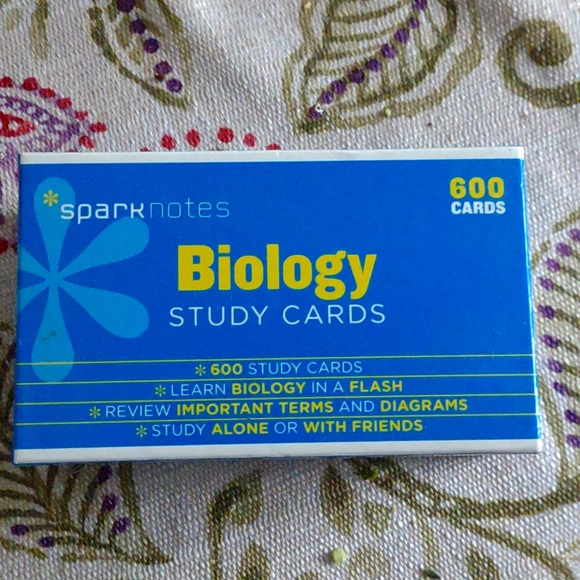 *sparknotes
600
CARDS
Biology
STUDY CARDS
* 600 STUDY CARDS
* LEARN BIOLOGY IN A FLASH
* REVIEW IMPORTANT TERMS AND DIAGRAMS
* STUDY ALONE OR WITH FRIENDS